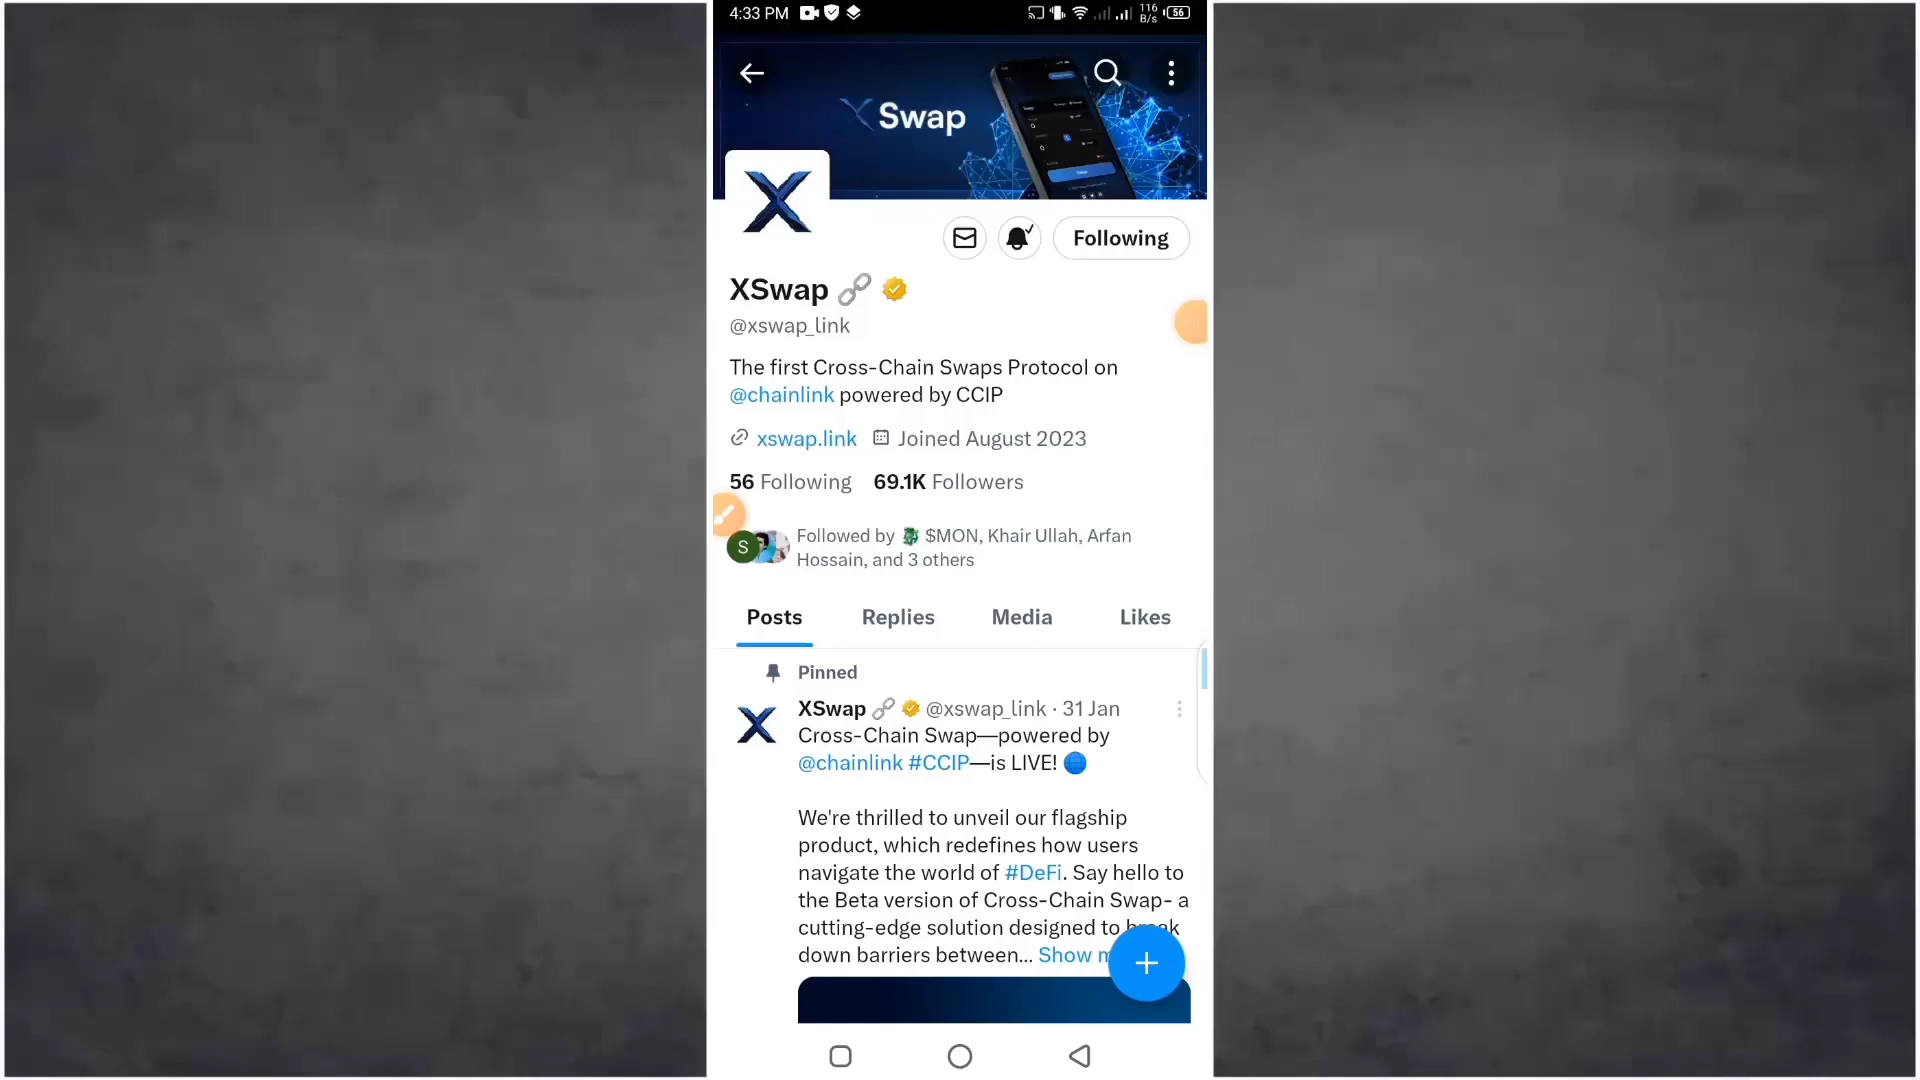 4:33 PM 116 B/s 56
Swap
Following
XSwap
@xswap_link
The first Cross-Chain Swaps Protocol on
@chainlink powered by CCIP
xswap.link Joined August 2023
56 Following 69.1K Followers
S
Followed by $MON, Khair Ullah, Arfan
Hossain, and 3 others
Posts Replies Media Likes
Pinned
XSwap @xswap_link · 31 Jan
Cross-Chain Swap—powered by
@chainlink #CCIP—is LIVE!
We're thrilled to unveil our flagship
product, which redefines how users
navigate the world of #DeFi. Say hello to
the Beta version of Cross-Chain Swap- a
cutting-edge solution designed to break
down barriers between... Show